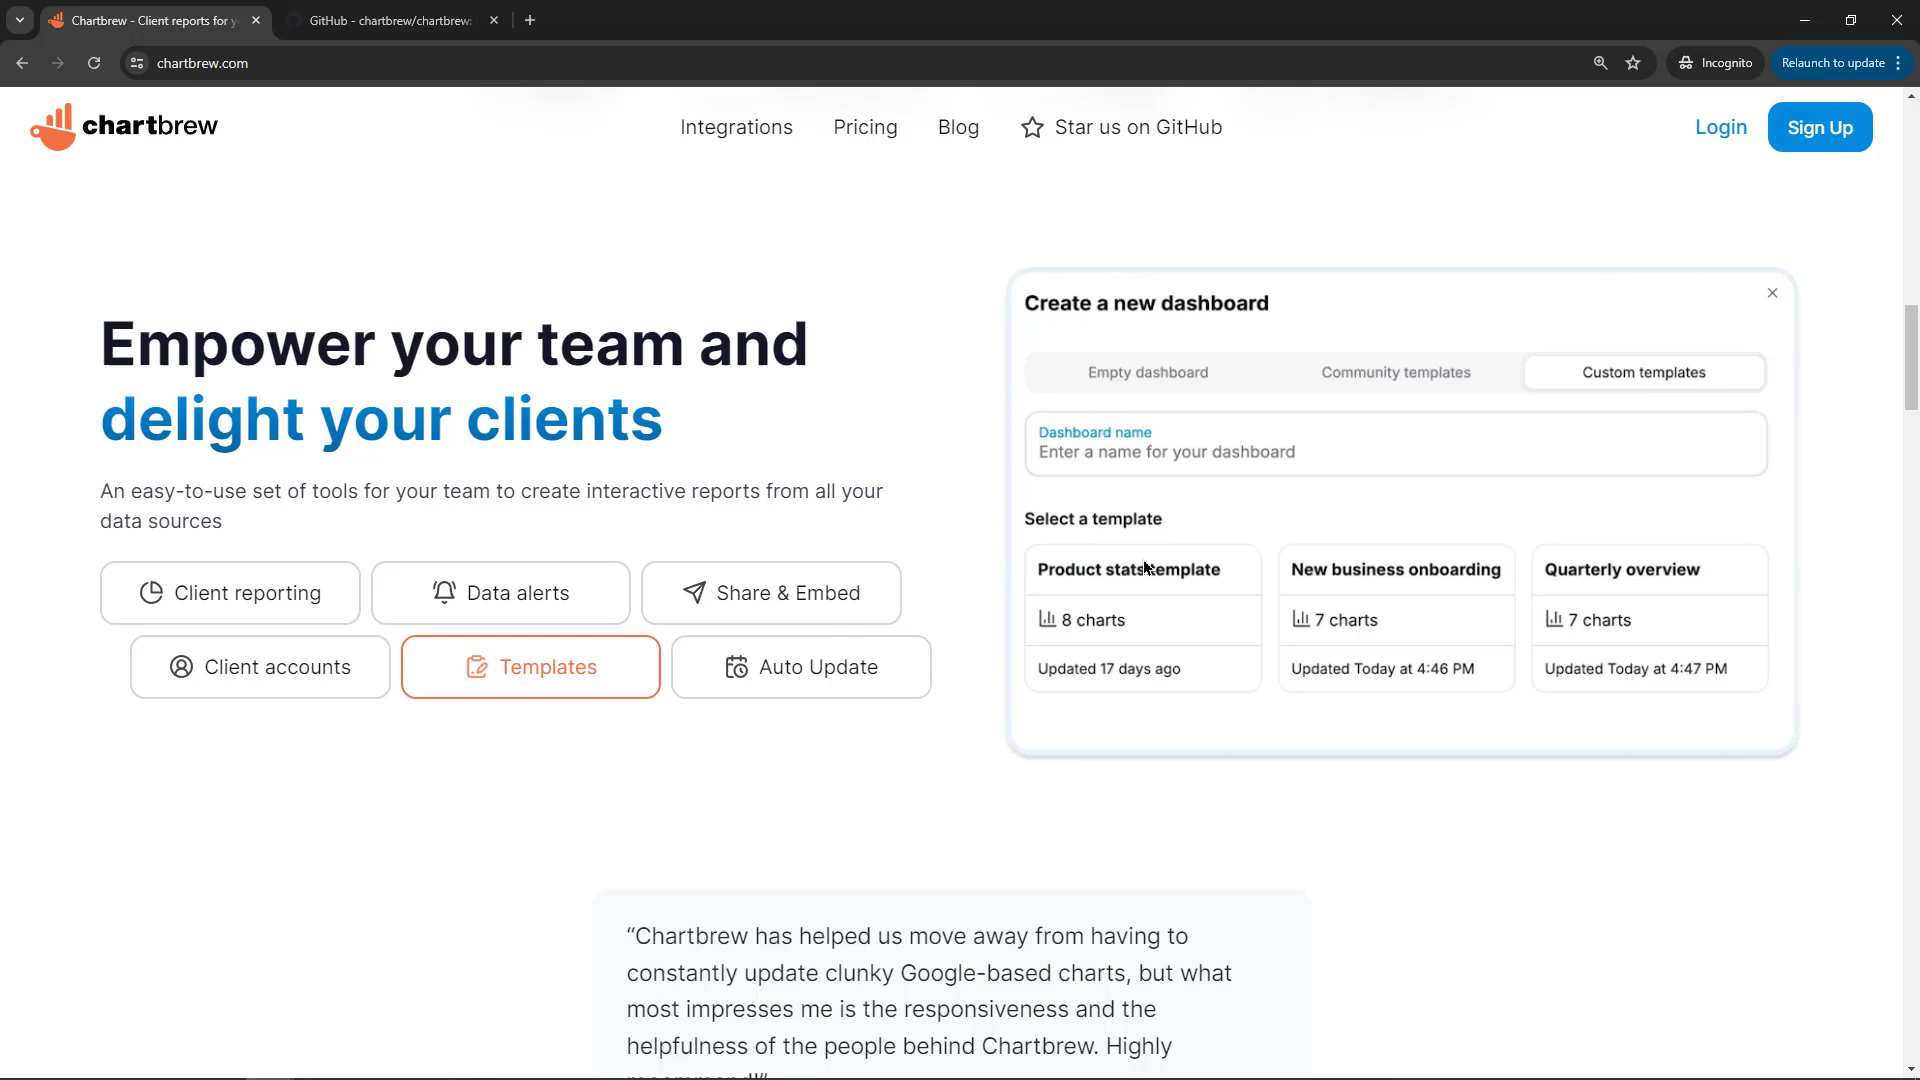 Chartbrew - Client reports for y
GitHub - chartbrew/chartbrew:
chartbrew.com
Incognito
Relaunch to update
chartbrew
Integrations
Pricing
Blog
Star us on GitHub
Login
Sign Up
Empower your team and
delight your clients
An easy-to-use set of tools for your team to create interactive reports from all your
data sources
Client reporting
Data alerts
Share & Embed
Client accounts
Templates
Auto Update
Create a new dashboard
Empty dashboard
Community templates
Custom templates
Dashboard name
Enter a name for your dashboard
Select a template
Product stats template
New business onboarding
Quarterly overview
8 charts
7 charts
7 charts
Updated 17 days ago
Updated Today at 4:46 PM
Updated Today at 4:47 PM
“Chartbrew has helped us move away from having to
constantly update clunky Google-based charts, but what
most impresses me is the responsiveness and the
helpfulness of the people behind Chartbrew. Highly